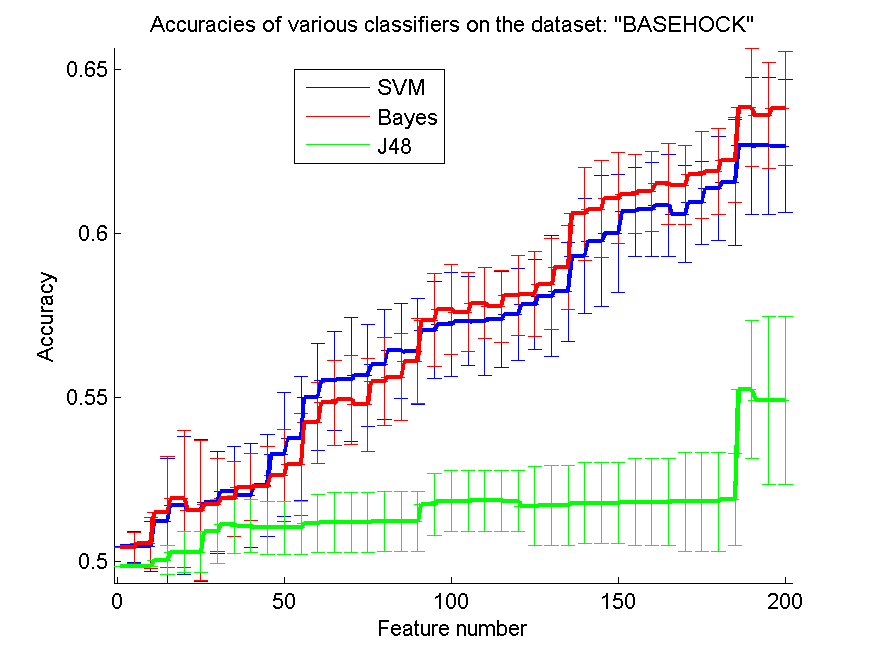 Accuracies of various classifiers on the dataset: "BASEHOCK"
0.65
SVM
Bayes
J48
0.6
Accuracy
0.55
0.5
0 50 100 150 200
Feature number